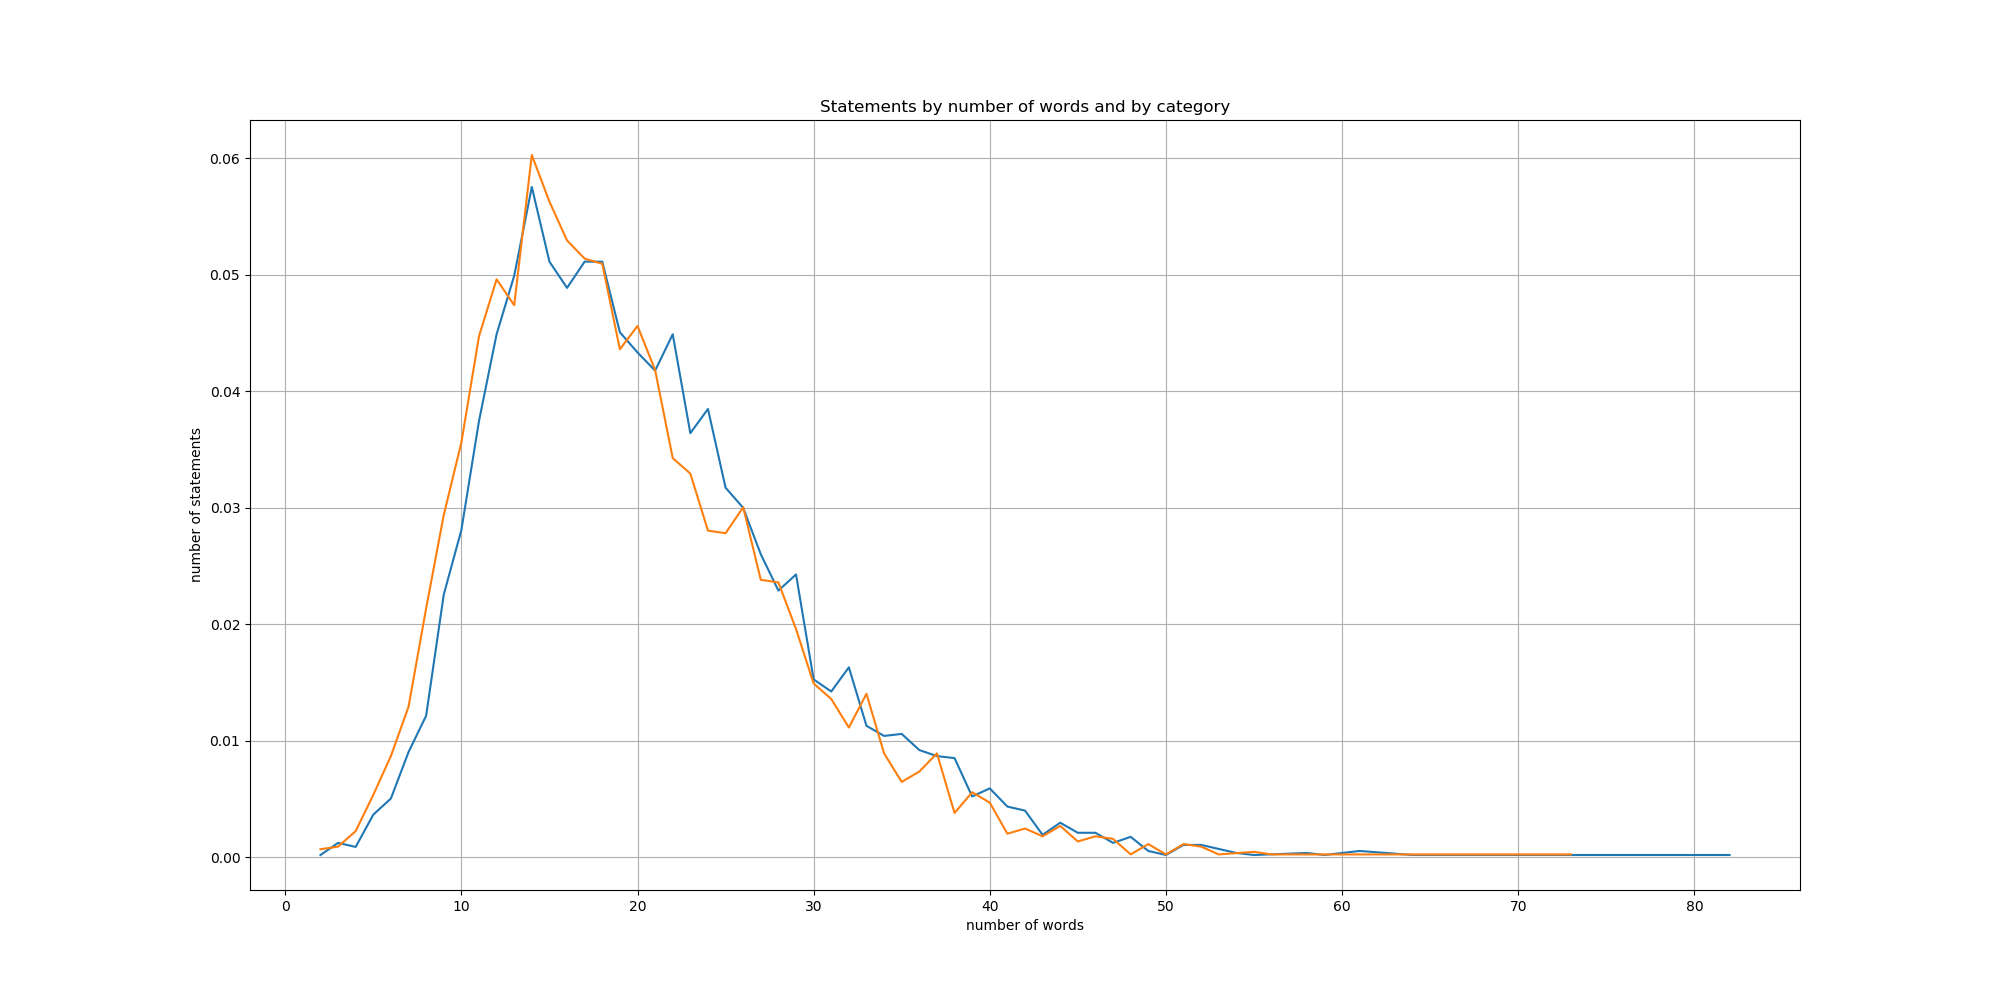 Statements by number of words and by category
0.06
0.05
0.04
0.03
0.02
0.01
0.00
number of statements
0 10 20 30 40 50 60 70 80
number of words